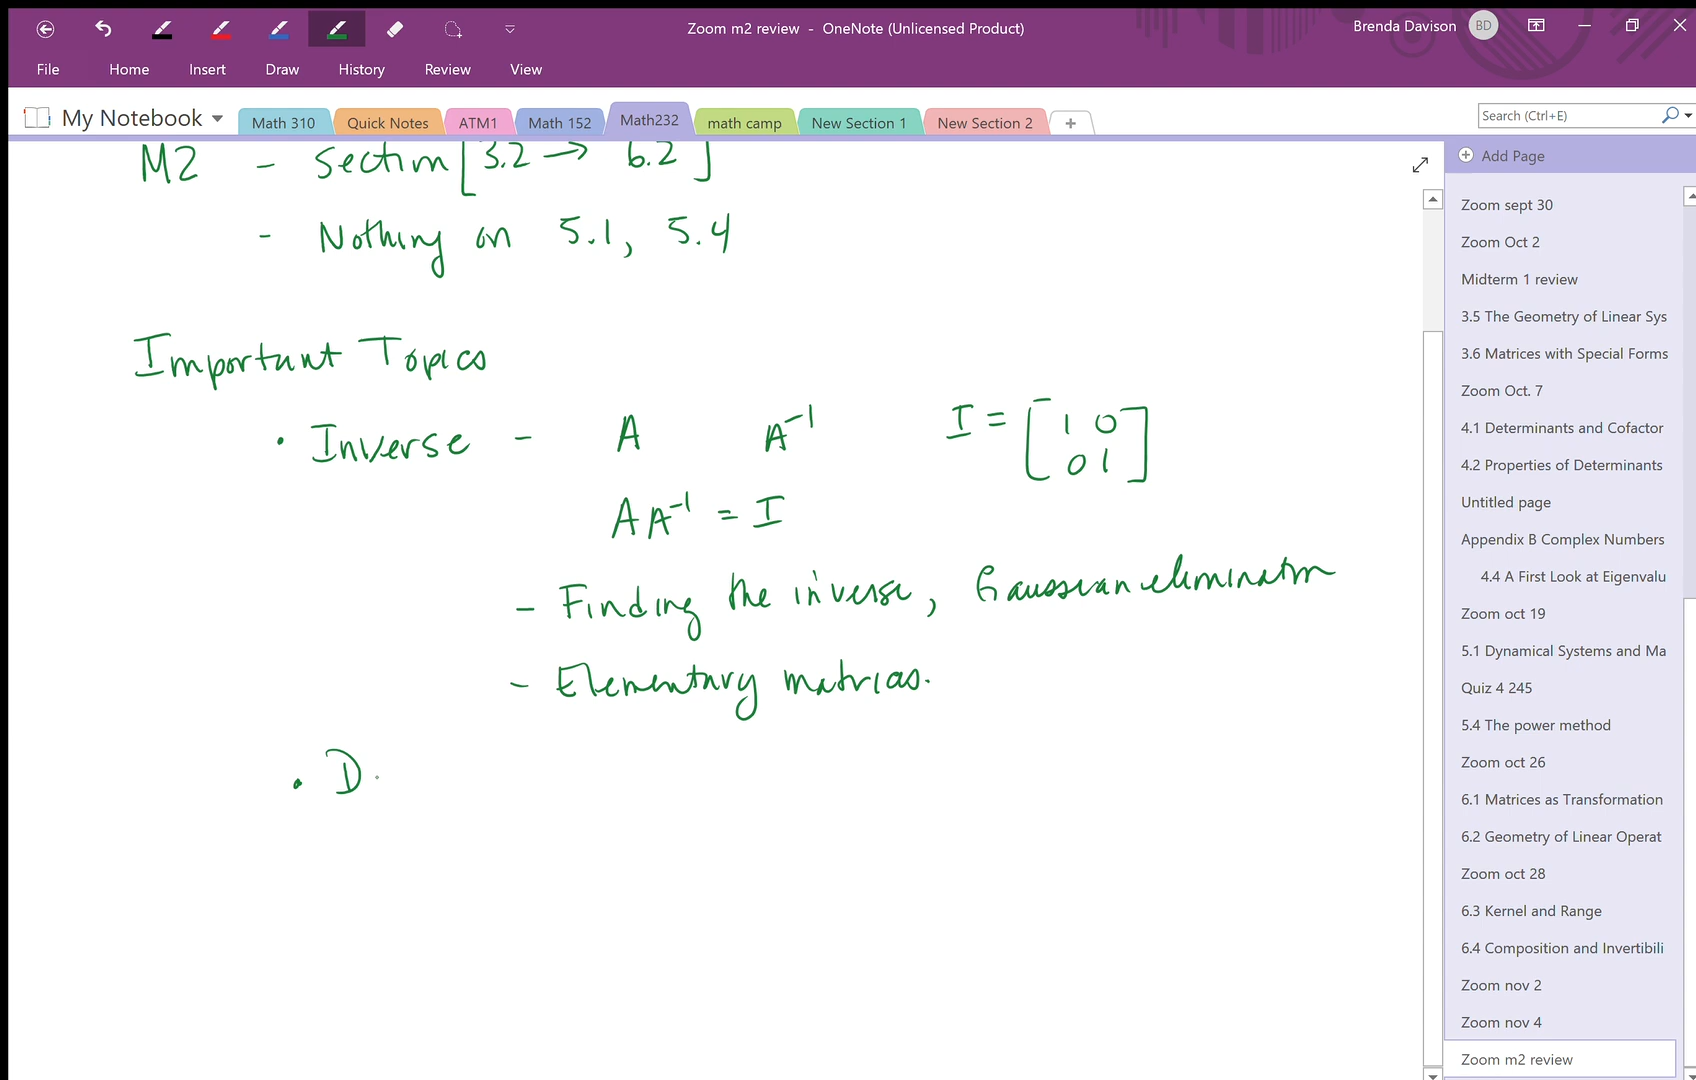 Zoom m2 review - OneNote (Unlicensed Product)
Brenda Davison BD
File Home Insert Draw History Review View
My Notebook Math 310 Quick Notes ATM1 Math 152 Math232 math camp New Section 1 New Section 2 +
Search (Ctrl+E)
Add Page
M2 - Section [3.2 → 6.2]
- Nothing on 5.1, 5.4
Important Topics
• Inverse - A A⁻¹ I = [1 0
0 1]
AA⁻¹ = I
- Finding the inverse, Gaussian elimination
- Elementary matrices.
• D
Zoom sept 30
Zoom Oct 2
Midterm 1 review
3.5 The Geometry of Linear Sys
3.6 Matrices with Special Forms
Zoom Oct. 7
4.1 Determinants and Cofactor
4.2 Properties of Determinants
Untitled page
Appendix B Complex Numbers
4.4 A First Look at Eigenvalu
Zoom oct 19
5.1 Dynamical Systems and Ma
Quiz 4 245
5.4 The power method
Zoom oct 26
6.1 Matrices as Transformation
6.2 Geometry of Linear Operat
Zoom oct 28
6.3 Kernel and Range
6.4 Composition and Invertibili
Zoom nov 2
Zoom nov 4
Zoom m2 review